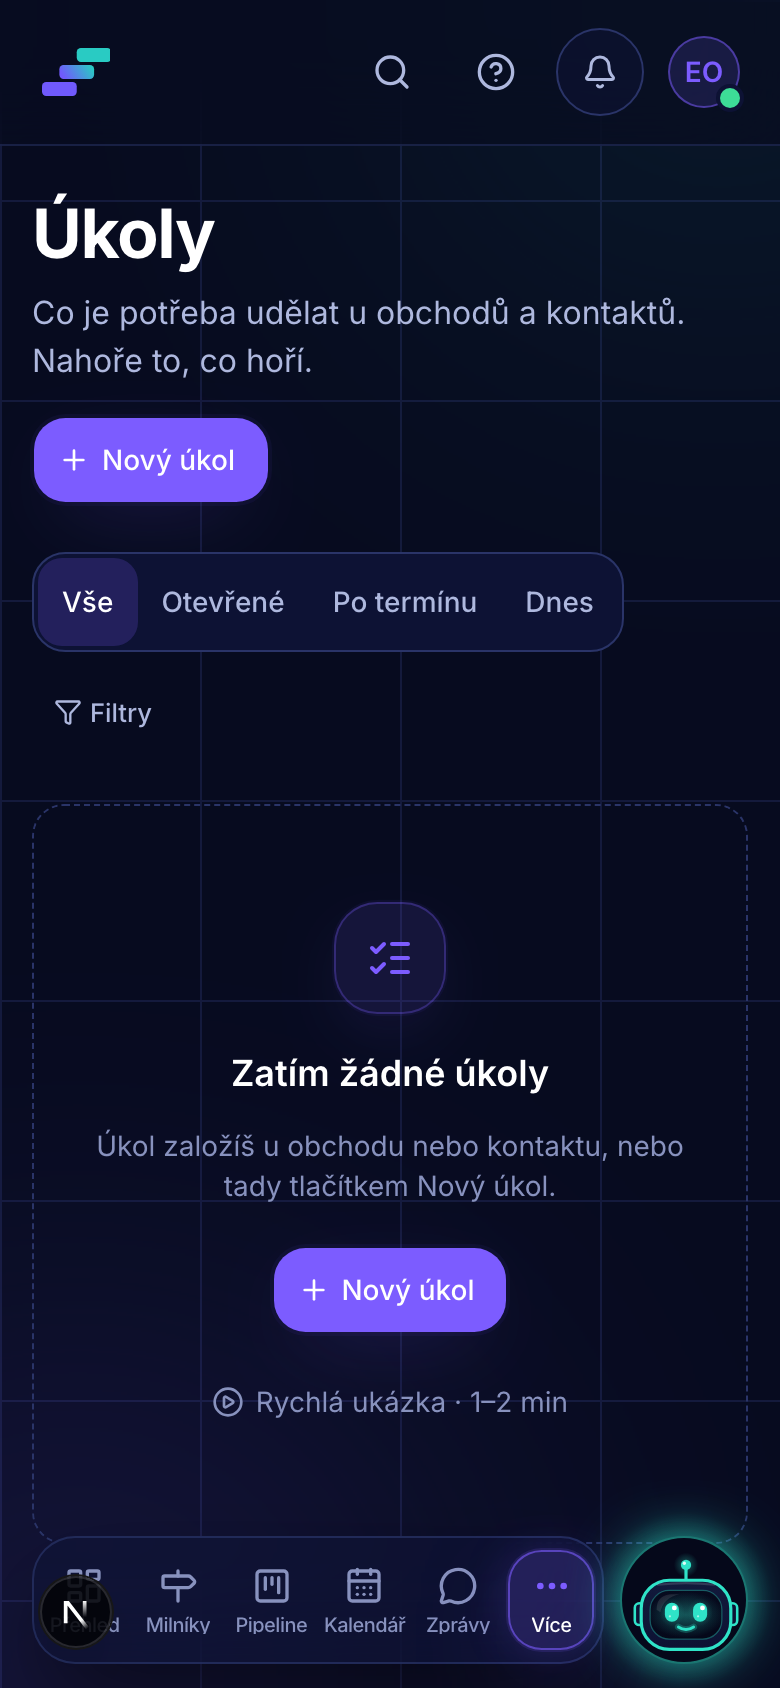 EO
Úkoly
Co je potřeba udělat u obchodů a kontaktů.
Nahoře to, co hoří.
Nový úkol
Vše Otevřené Po termínu Dnes
Filtry
Zatím žádné úkoly
Úkol založíš u obchodu nebo kontaktu, nebo
tady tlačítkem Nový úkol.
Nový úkol
Rychlá ukázka · 1–2 min
N
Milníky Pipeline Kalendář Zprávy Více